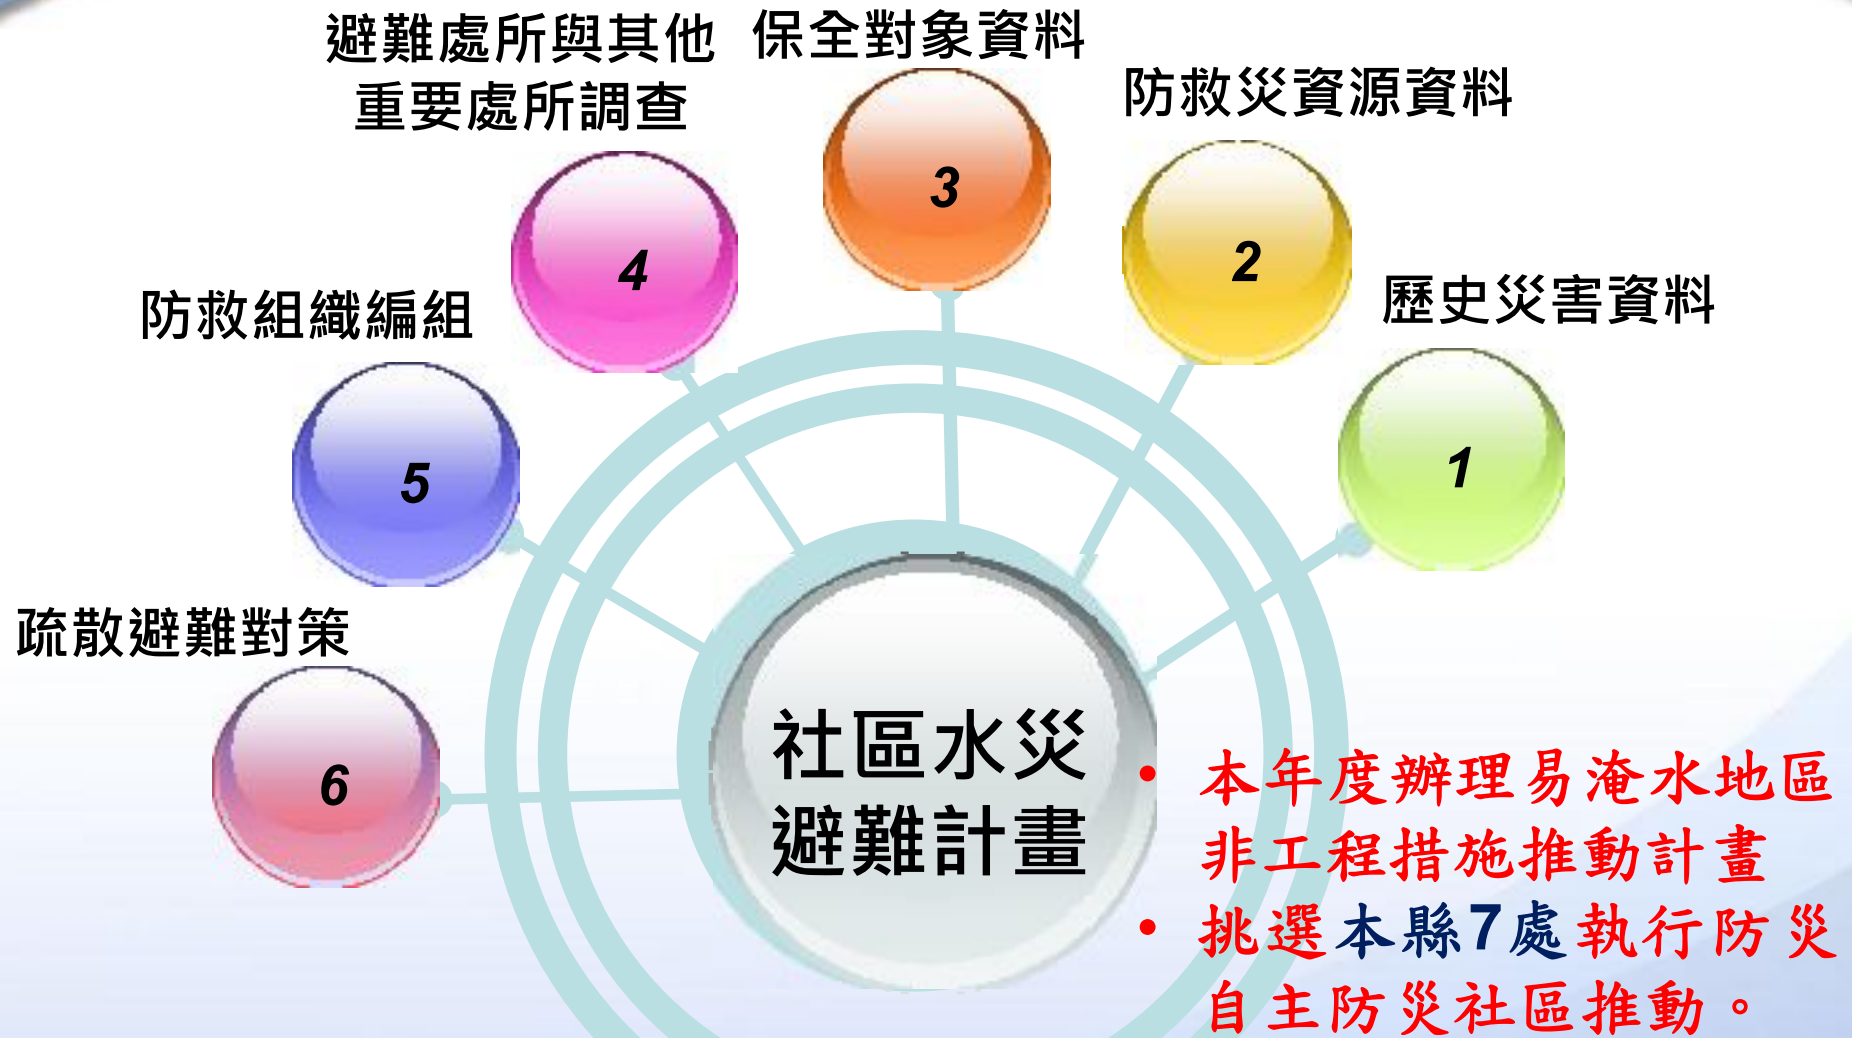 避難處所與其他
重要處所調查
保全對象資料
防救災資源資料
歷史災害資料
防救組織編組
疏散避難對策
4
3
2
1
5
6
社區水災
避難計畫
• 本年度辦理易淹水地區
非工程措施推動計畫
• 挑選本縣7處執行防災
自主防災社區推動。